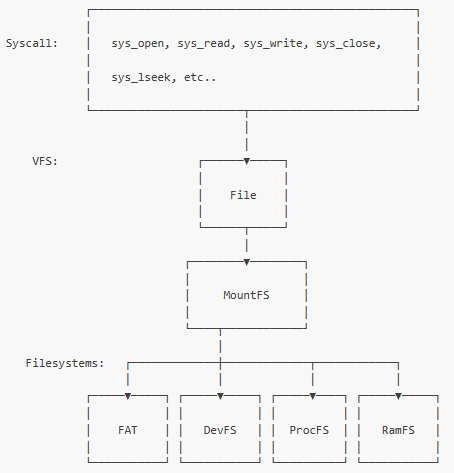 Syscall: sys_open, sys_read, sys_write, sys_close,
sys_lseek, etc..
VFS:
File
MountFS
Filesystems:
FAT DevFS ProcFS RamFS